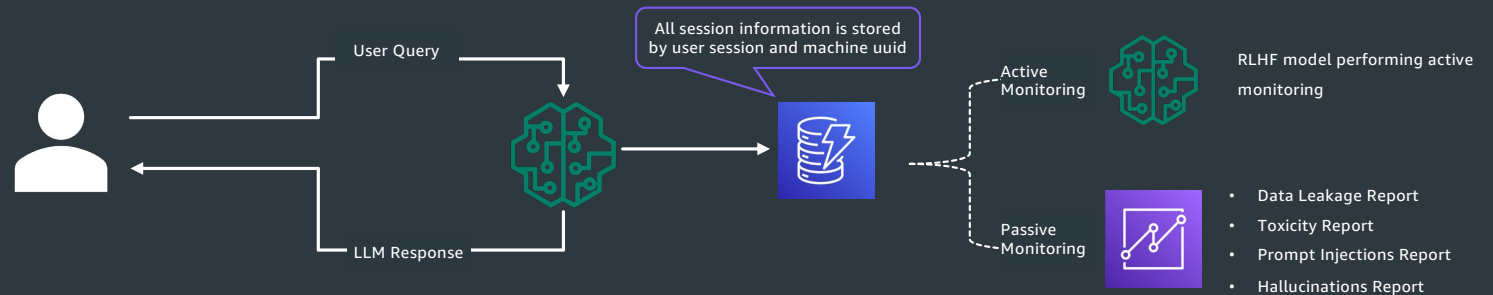 User Query
LLM Response
All session information is stored
by user session and machine uuid
Active
Monitoring
RLHF model performing active
monitoring
Passive
Monitoring
• Data Leakage Report
• Toxicity Report
• Prompt Injections Report
• Hallucinations Report